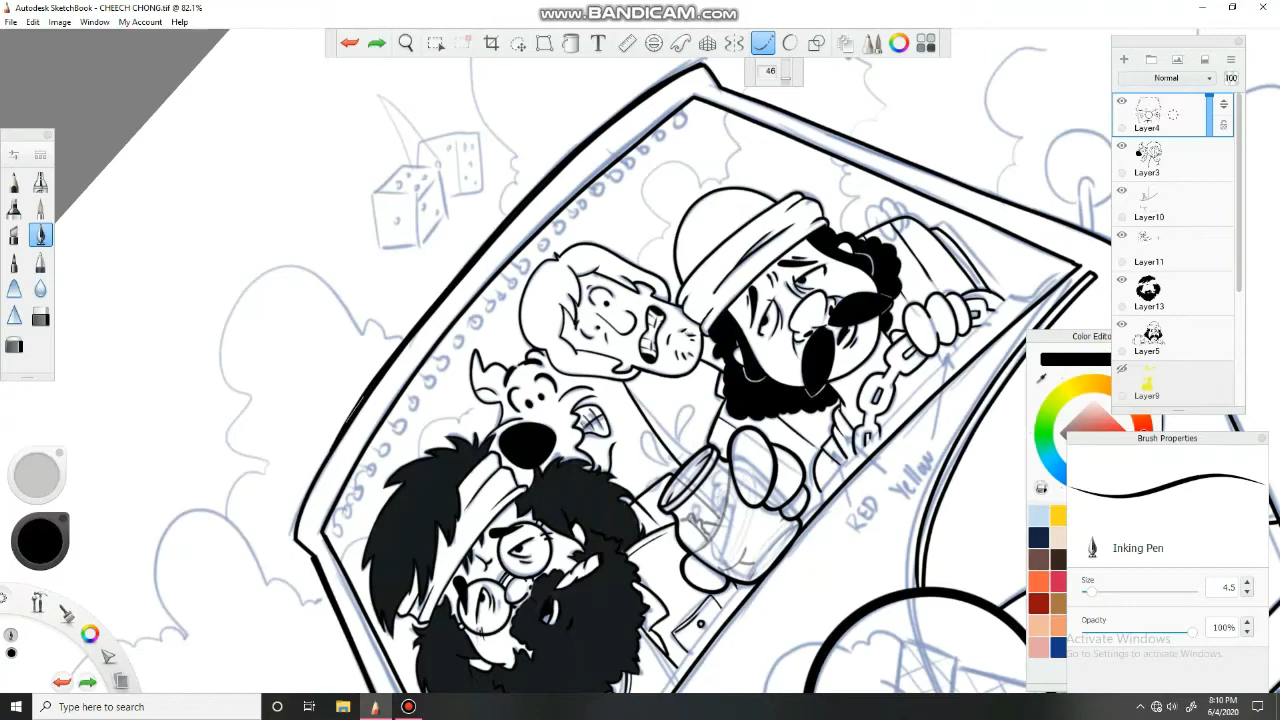 Autodesk SketchBook - CHEECH CHONG.tif @ 82.1%
www.BANDICAM.com
File Edit Image Window My Account Help
46
Normal 100
Layer4
Layer3
Layer10
Layer11
Layer13
Layer5
Layer9
Color Edito
Brush Properties
Inking Pen
Size
4.5
Opacity
100%
RED Yellow
Activate Windows
Go to Settings to activate Windows.
Type here to search
8:10 PM
6/4/2020